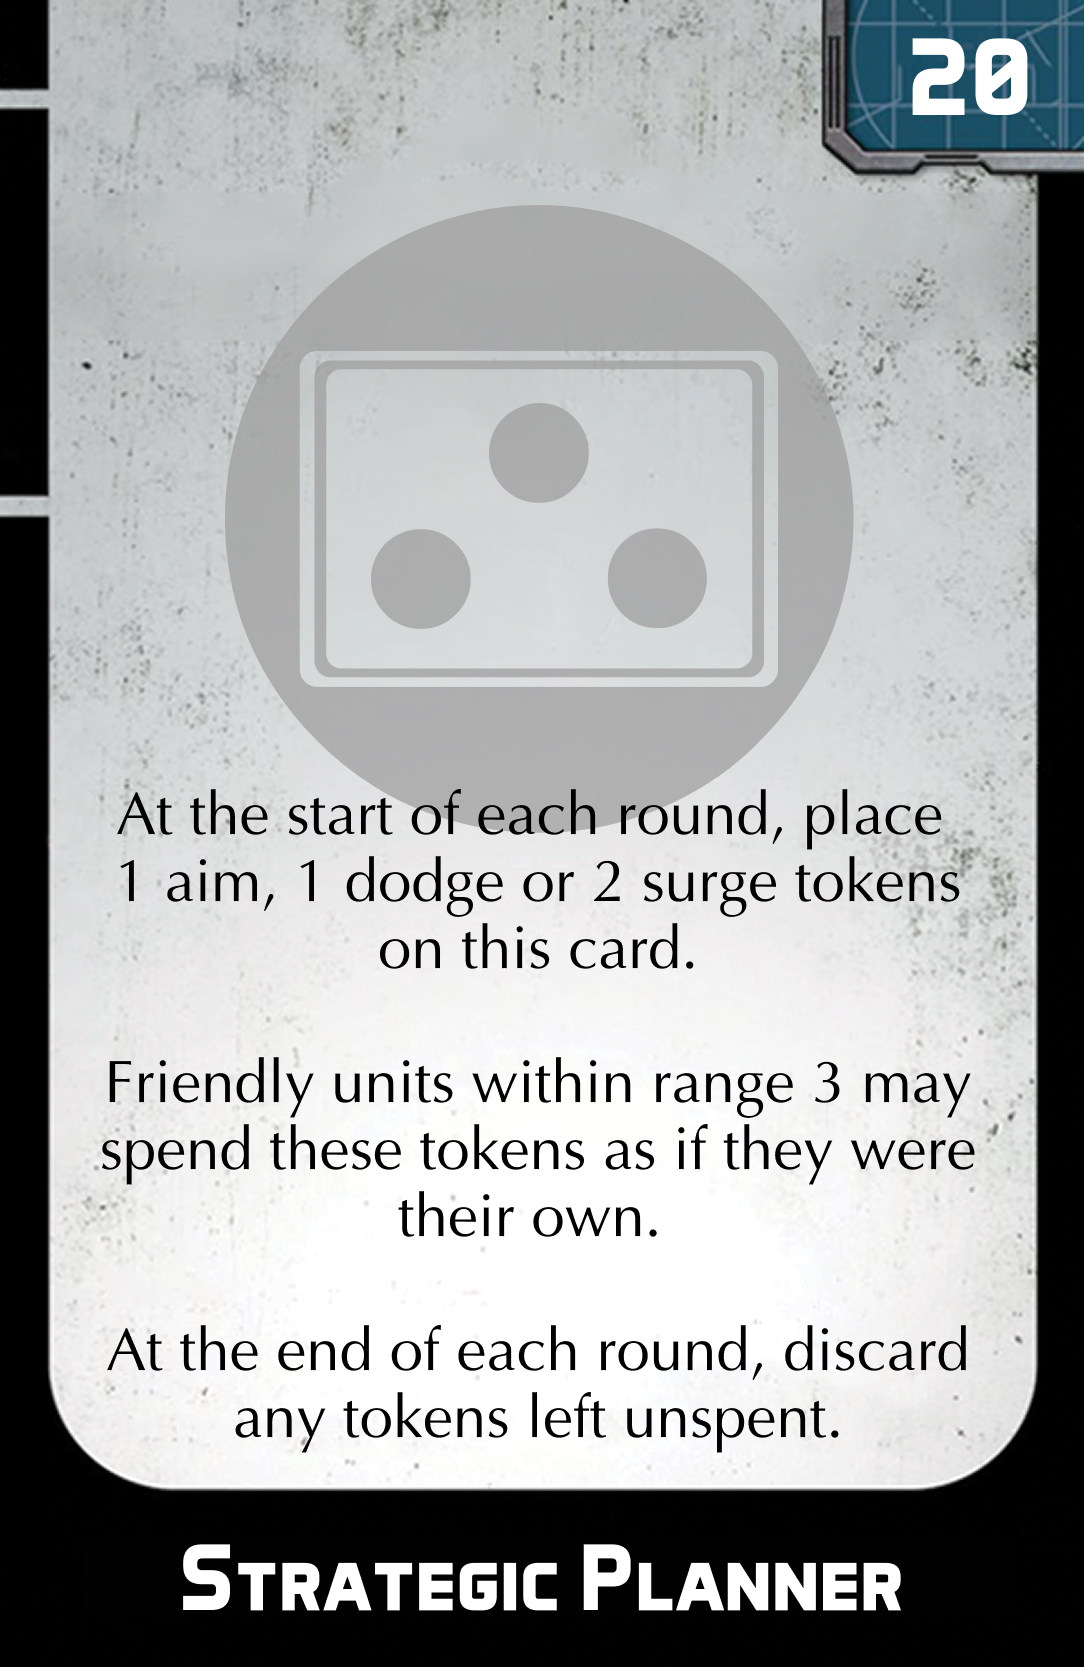 20
At the start of each round, place
1 aim, 1 dodge or 2 surge tokens
on this card.
Friendly units within range 3 may
spend these tokens as if they were
their own.
At the end of each round, discard
any tokens left unspent.
Strategic Planner